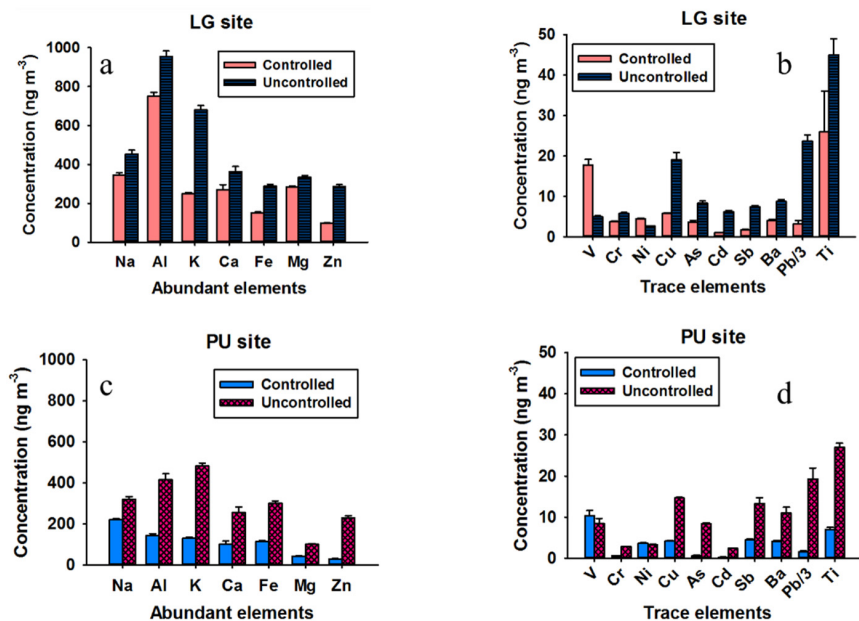 LG site
a
Controlled
Uncontrolled
Concentration (ng m-3)
1000
800
600
400
200
0
Na Al K Ca Fe Mg Zn
Abundant elements
LG site
b
Controlled
Uncontrolled
Concentration (ng m-3)
50
40
30
20
10
0
V Cr Ni Cu As Cd Sb Ba Pb/3 Ti
Trace elements
PU site
c
Controlled
Uncontrolled
Concentration (ng m-3)
1000
800
600
400
200
0
Na Al K Ca Fe Mg Zn
Abundant elements
PU site
d
Controlled
Uncontrolled
Concentration (ng m-3)
50
40
30
20
10
0
V Cr Ni Cu As Cd Sb Ba Pb/3 Ti
Trace elements